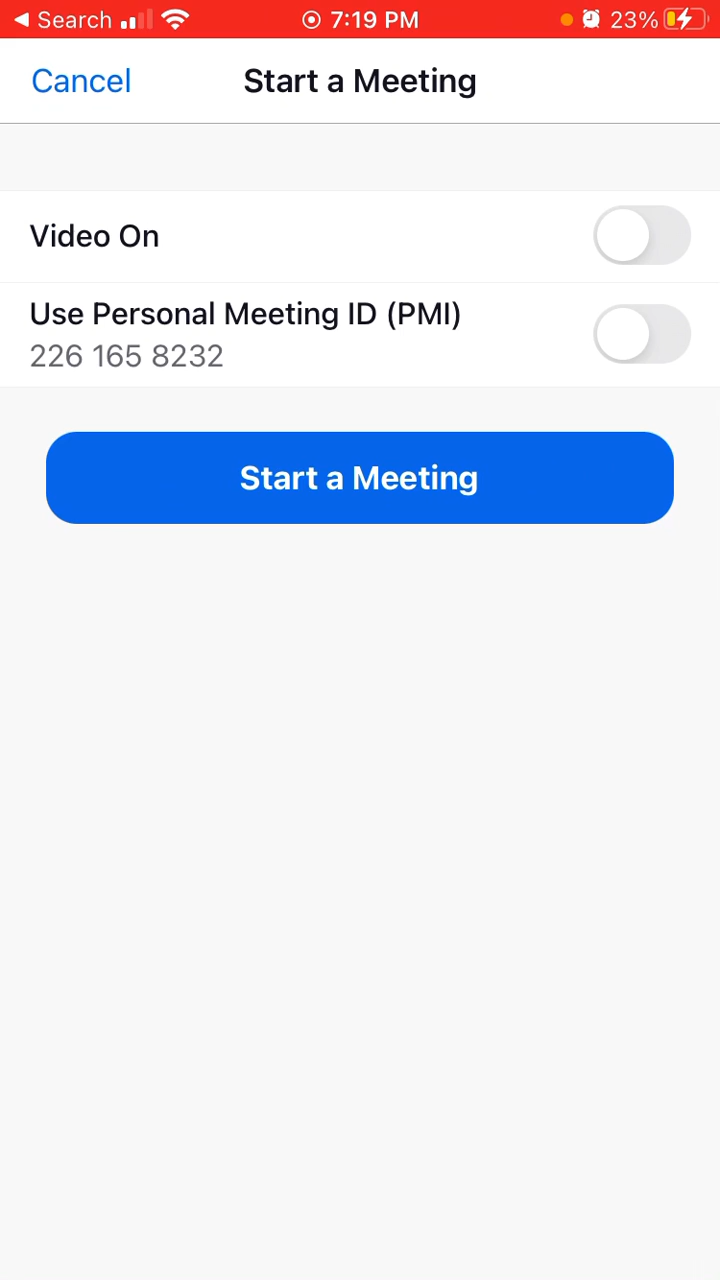 Search 7:19 PM 23%
Cancel Start a Meeting
Video On
Use Personal Meeting ID (PMI)
226 165 8232
Start a Meeting